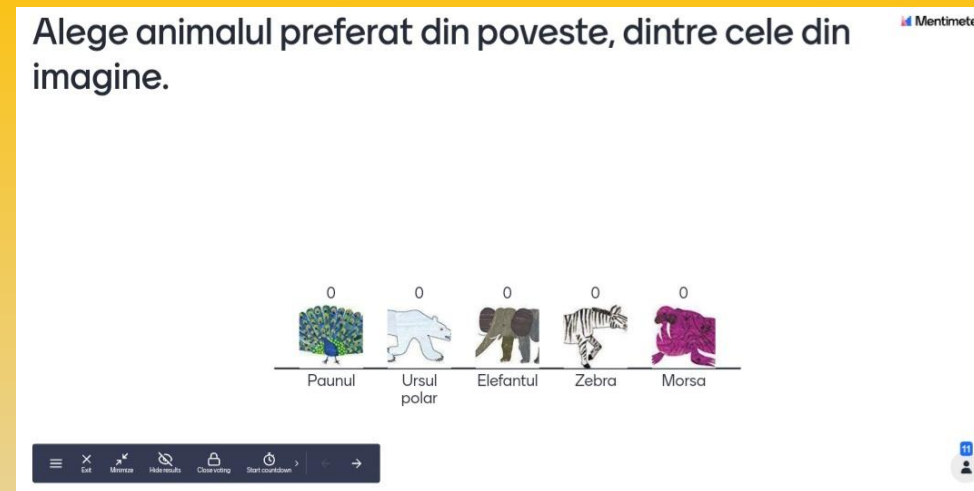 Alege animalul preferat din poveste, dintre cele din
imagine.
Mentimete
0 0 0 0 0
Paunul Ursul polar Elefantul Zebra Morsa
Exit Minimize Hide results Close voting Start countdown
11